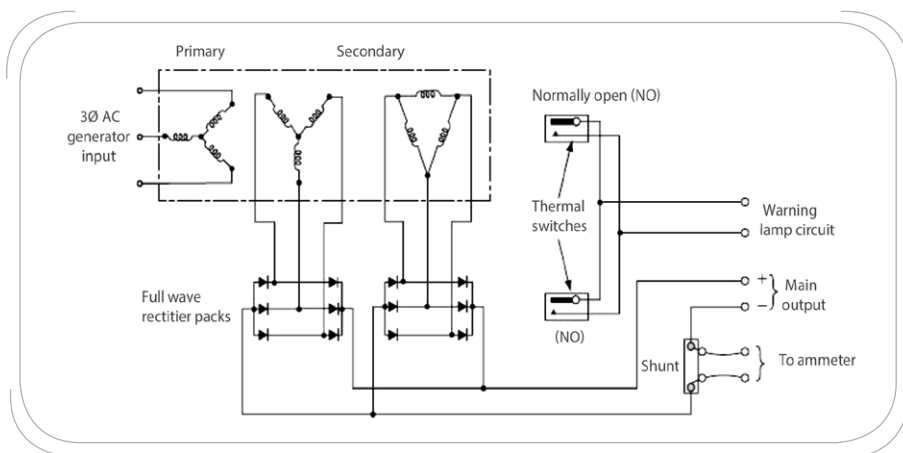 Primary
Secondary
3Ø AC
generator
input
Normally open (NO)
Thermal
switches
Warning
lamp circuit
Full wave
rectitier packs
+
−
Main
output
(NO)
Shunt
To ammeter